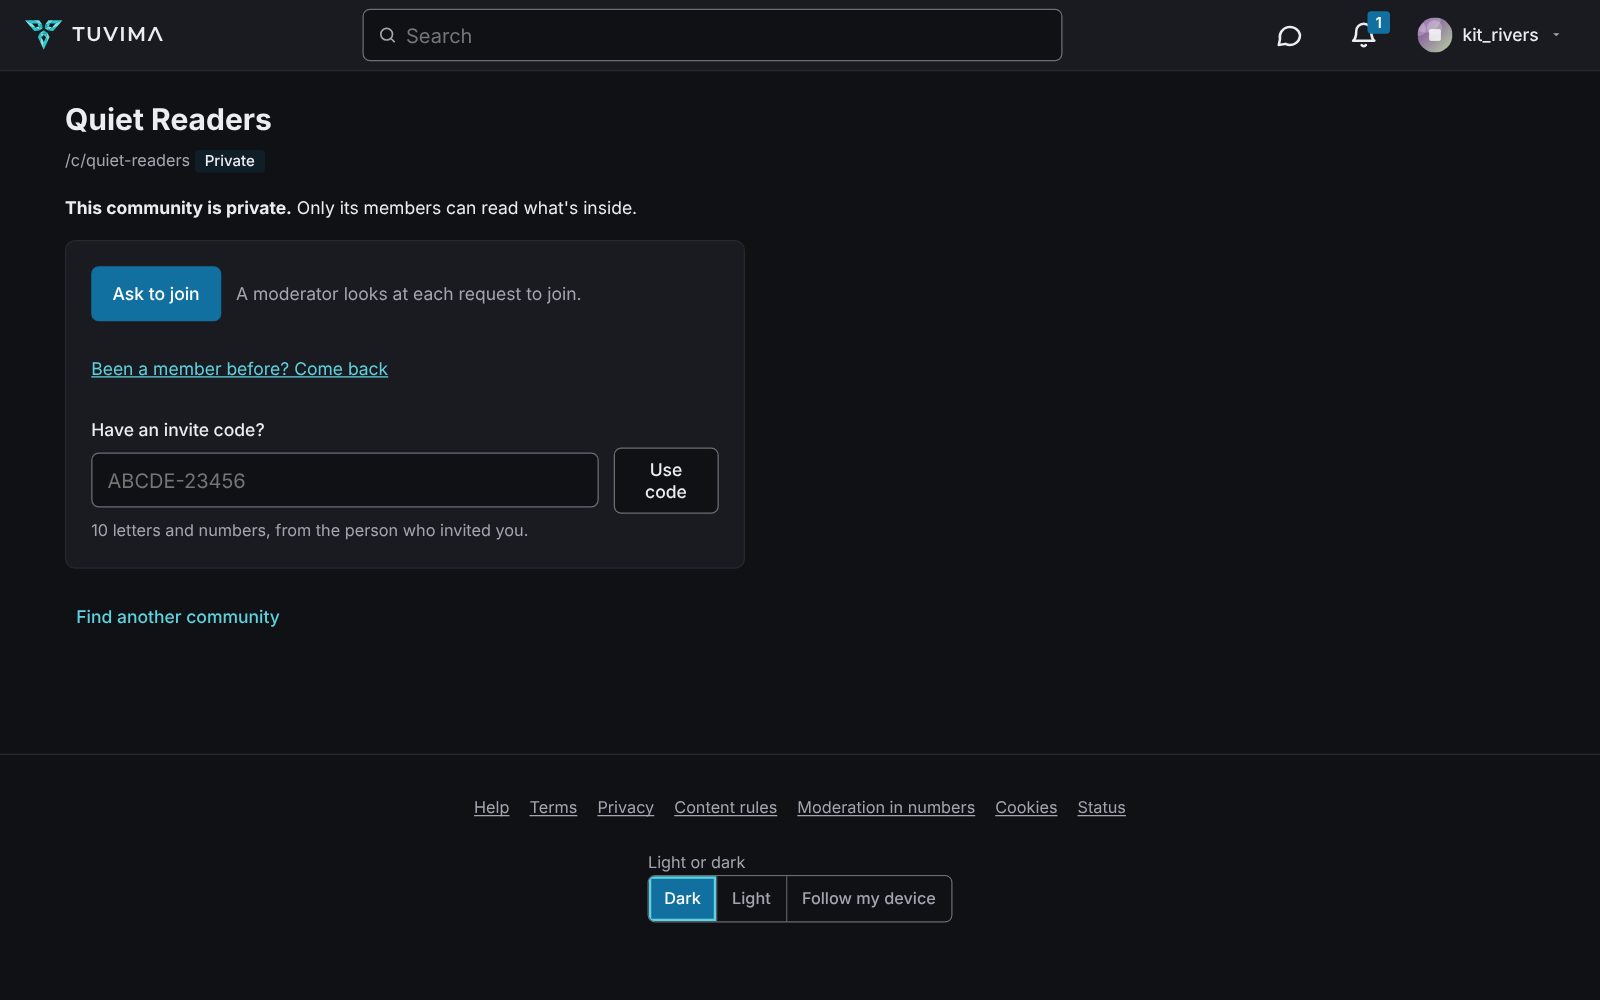 TUVIMA
Search
1
kit_rivers
Quiet Readers
/c/quiet-readers Private
This community is private. Only its members can read what's inside.
Ask to join A moderator looks at each request to join.
Been a member before? Come back
Have an invite code?
ABCDE-23456
Use
code
10 letters and numbers, from the person who invited you.
Find another community
Help Terms Privacy Content rules Moderation in numbers Cookies Status
Light or dark
Dark Light Follow my device